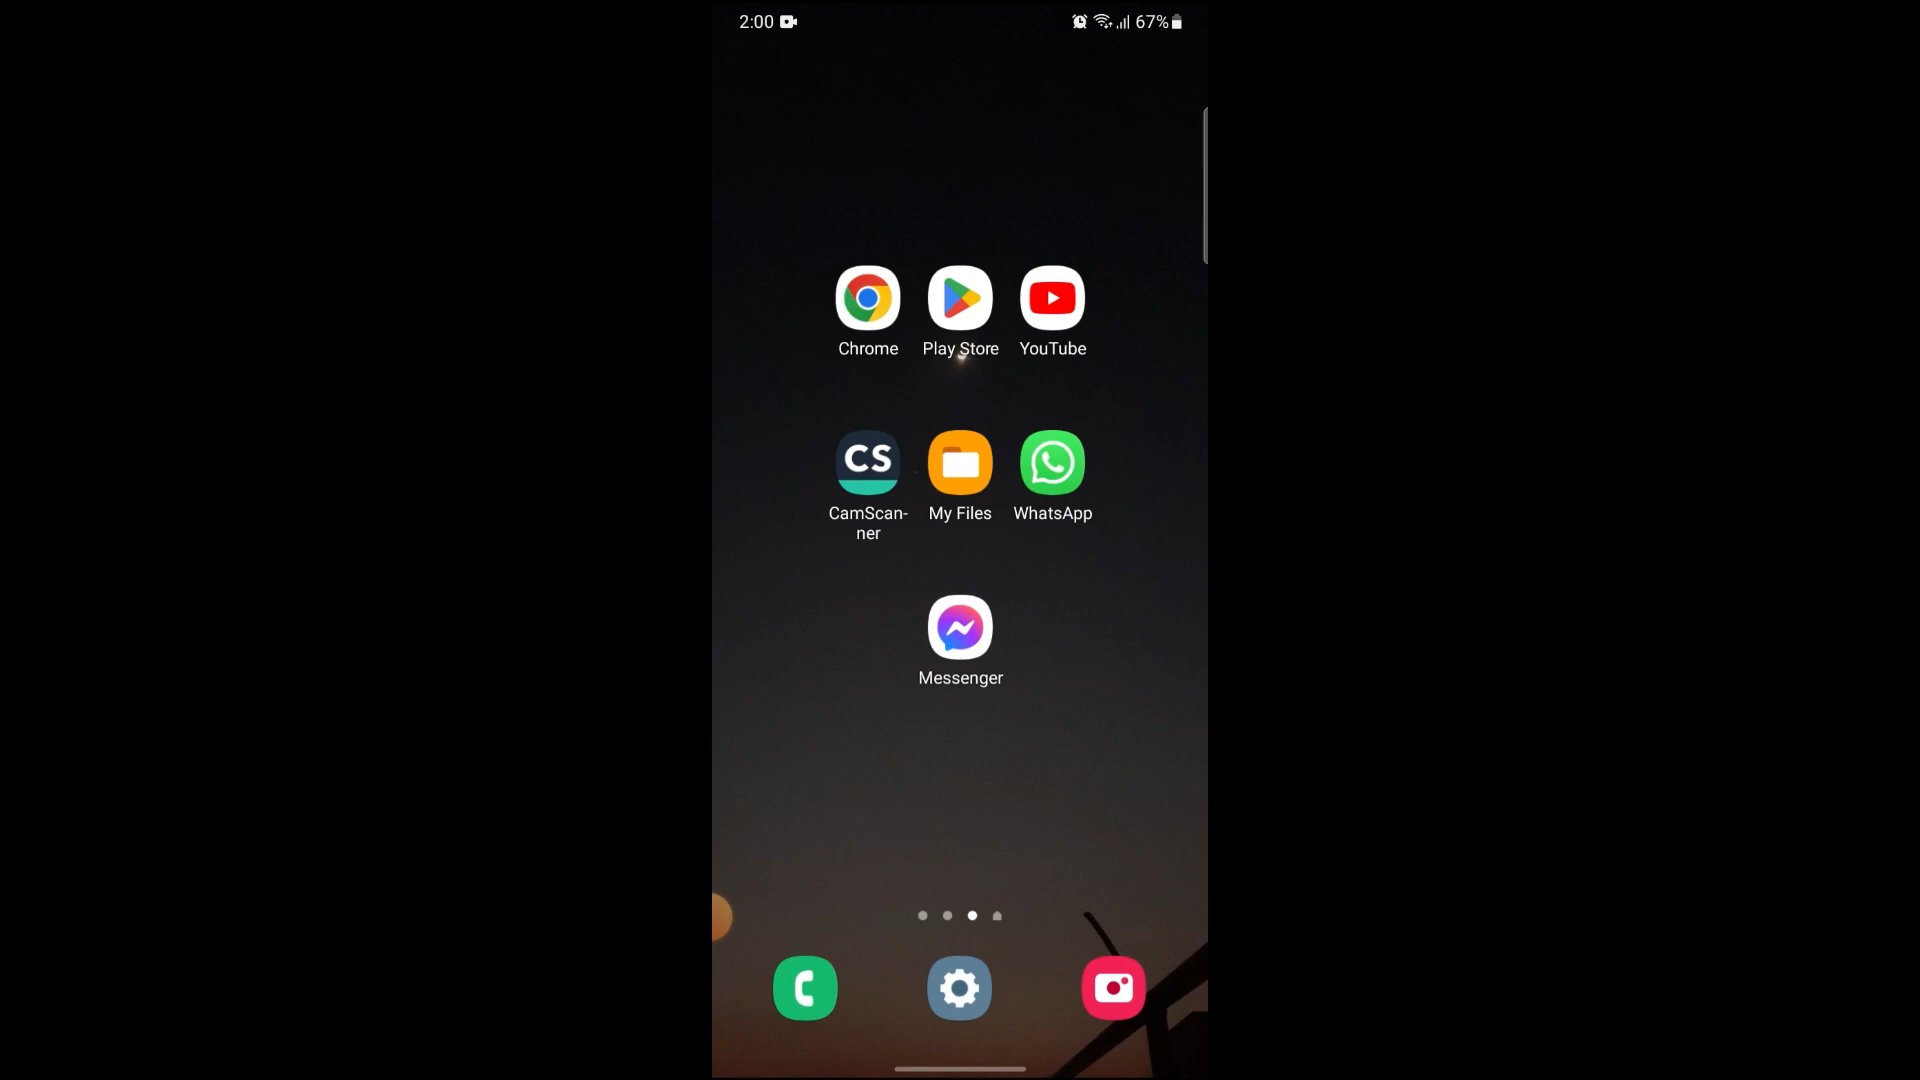 2:00
67%
Chrome
Play Store
YouTube
CS
CamScan-
ner
My Files
WhatsApp
Messenger